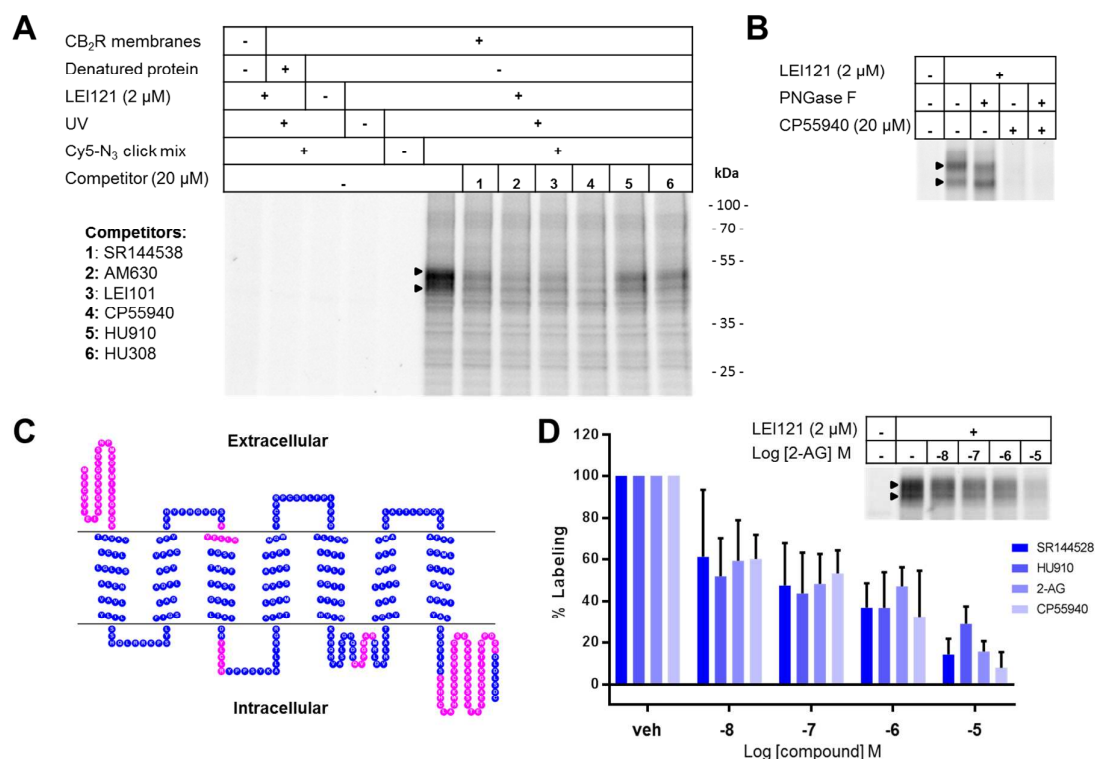 A
CB₂R membranes - +
Denatured protein - + -
LEI121 (2 µM) + - +
UV + - +
Cy5-N₃ click mix + - +
Competitor (20 µM) - 1 2 3 4 5 6
kDa
- 100 -
- 70 -
- 55 -
- 35 -
- 25 -
Competitors:
1: SR144538
2: AM630
3: LEI101
4: CP55940
5: HU910
6: HU308
B
LEI121 (2 µM) - +
PNGase F - - + - +
CP55940 (20 µM) - - - + +
C
Extracellular
Intracellular
D
LEI121 (2 µM) - +
Log [2-AG] M - - -8 -7 -6 -5
% Labeling
120
100
80
60
40
20
0
veh -8 -7 -6 -5
Log [compound] M
SR144528
HU910
2-AG
CP55940